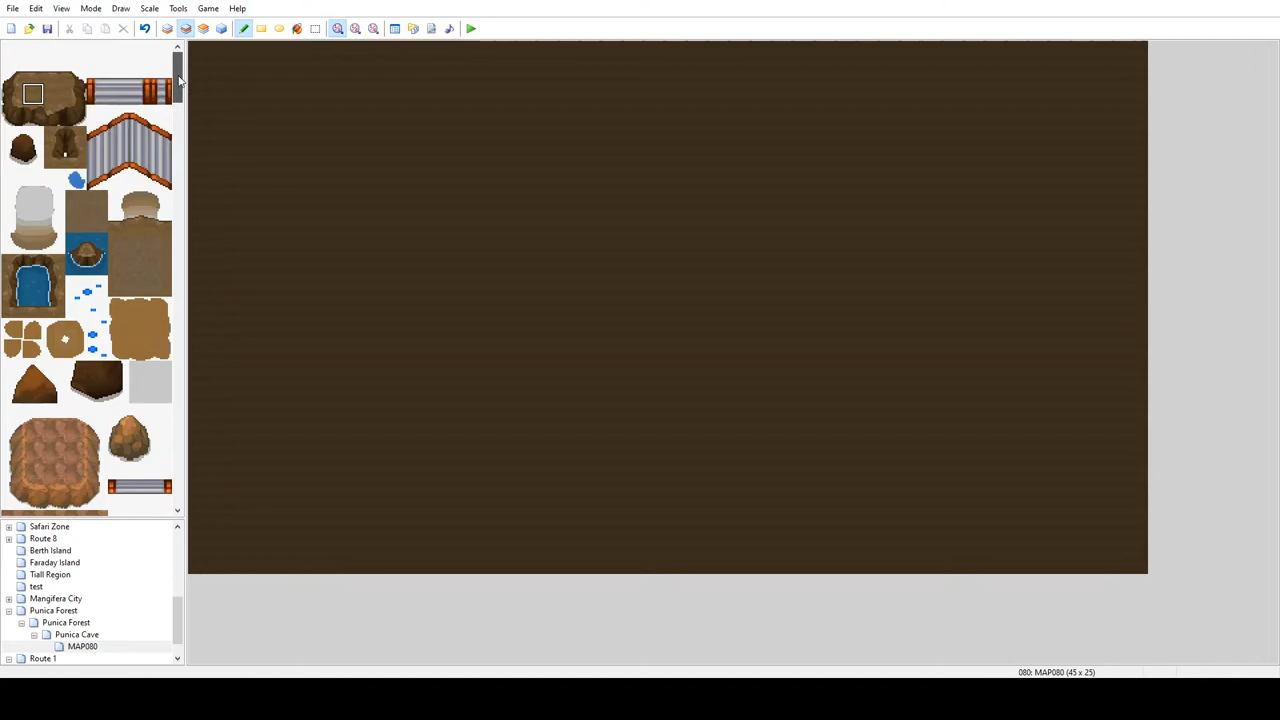 File Edit View Mode Draw Scale Tools Game Help
Safari Zone
Route 8
Berth Island
Faraday Island
Tiall Region
test
Mangifera City
Punica Forest
Punica Forest
Punica Cave
MAP080
Route 1
080: MAP080 (45 x 25)